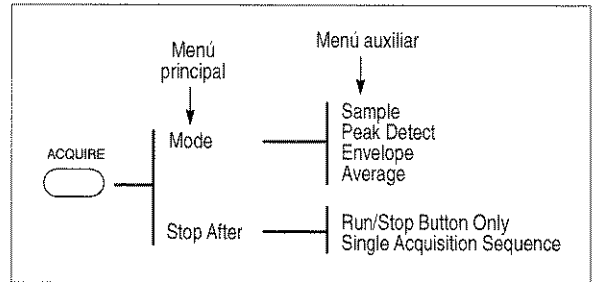 Menú
principal
Menú auxiliar
ACQUIRE
Mode
Sample
Peak Detect
Envelope
Average
Stop After
Run/Stop Button Only
Single Acquisition Sequence